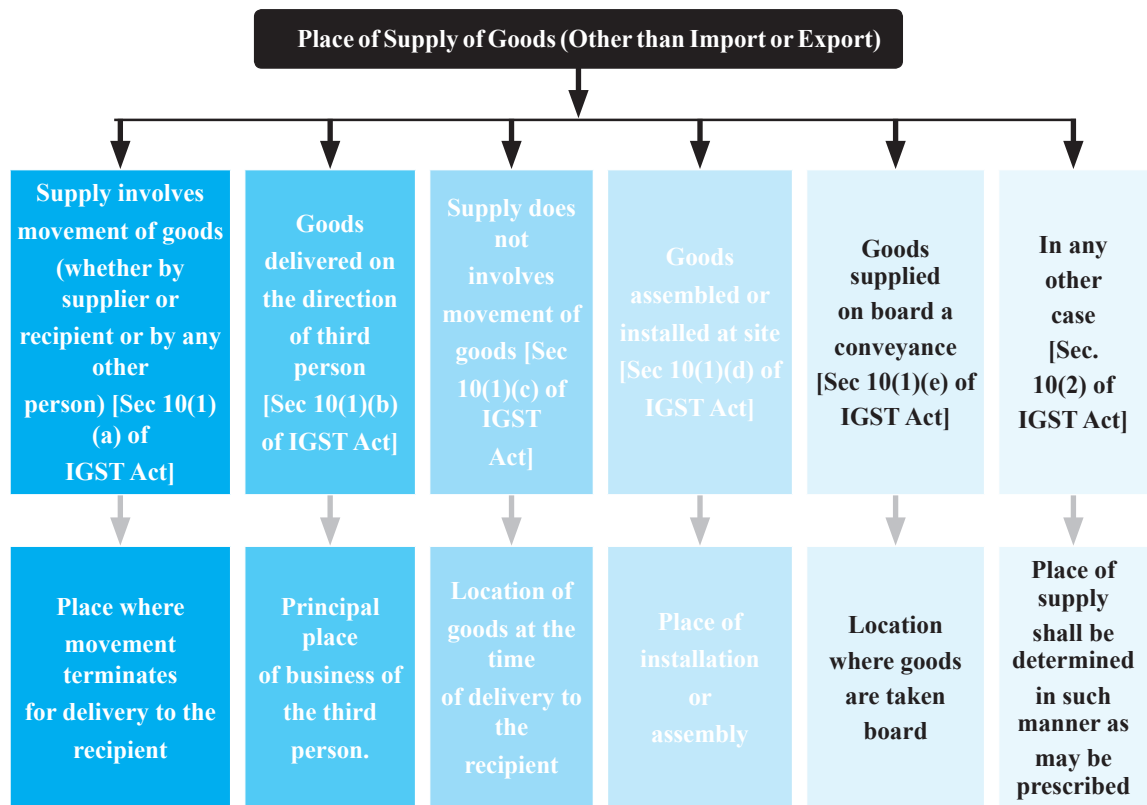 Place of Supply of Goods (Other than Import or Export)
Supply involves
movement of goods
(whether by
supplier or
recipient or by any
other
person) [Sec 10(1)
(a) of
IGST Act]
Goods
delivered on
the direction
of third
person
[Sec 10(1)(b)
of IGST Act]
Supply does
not
involves
movement of
goods [Sec
10(1)(c) of
IGST
Act]
Goods
assembled or
installed at site
[Sec 10(1)(d) of
IGST Act]
Goods
supplied
on board a
conveyance
[Sec 10(1)(e) of
IGST Act]
In any
other
case
[Sec.
10(2) of
IGST Act]
Place where
movement
terminates
for delivery to the
recipient
Principal
place
of business of
the third
person.
Location of
goods at the
time
of delivery to
the
recipient
Place of
installation
or
assembly
Location
where goods
are taken
board
Place of
supply
shall be
determined
in such
manner as
may be
prescribed